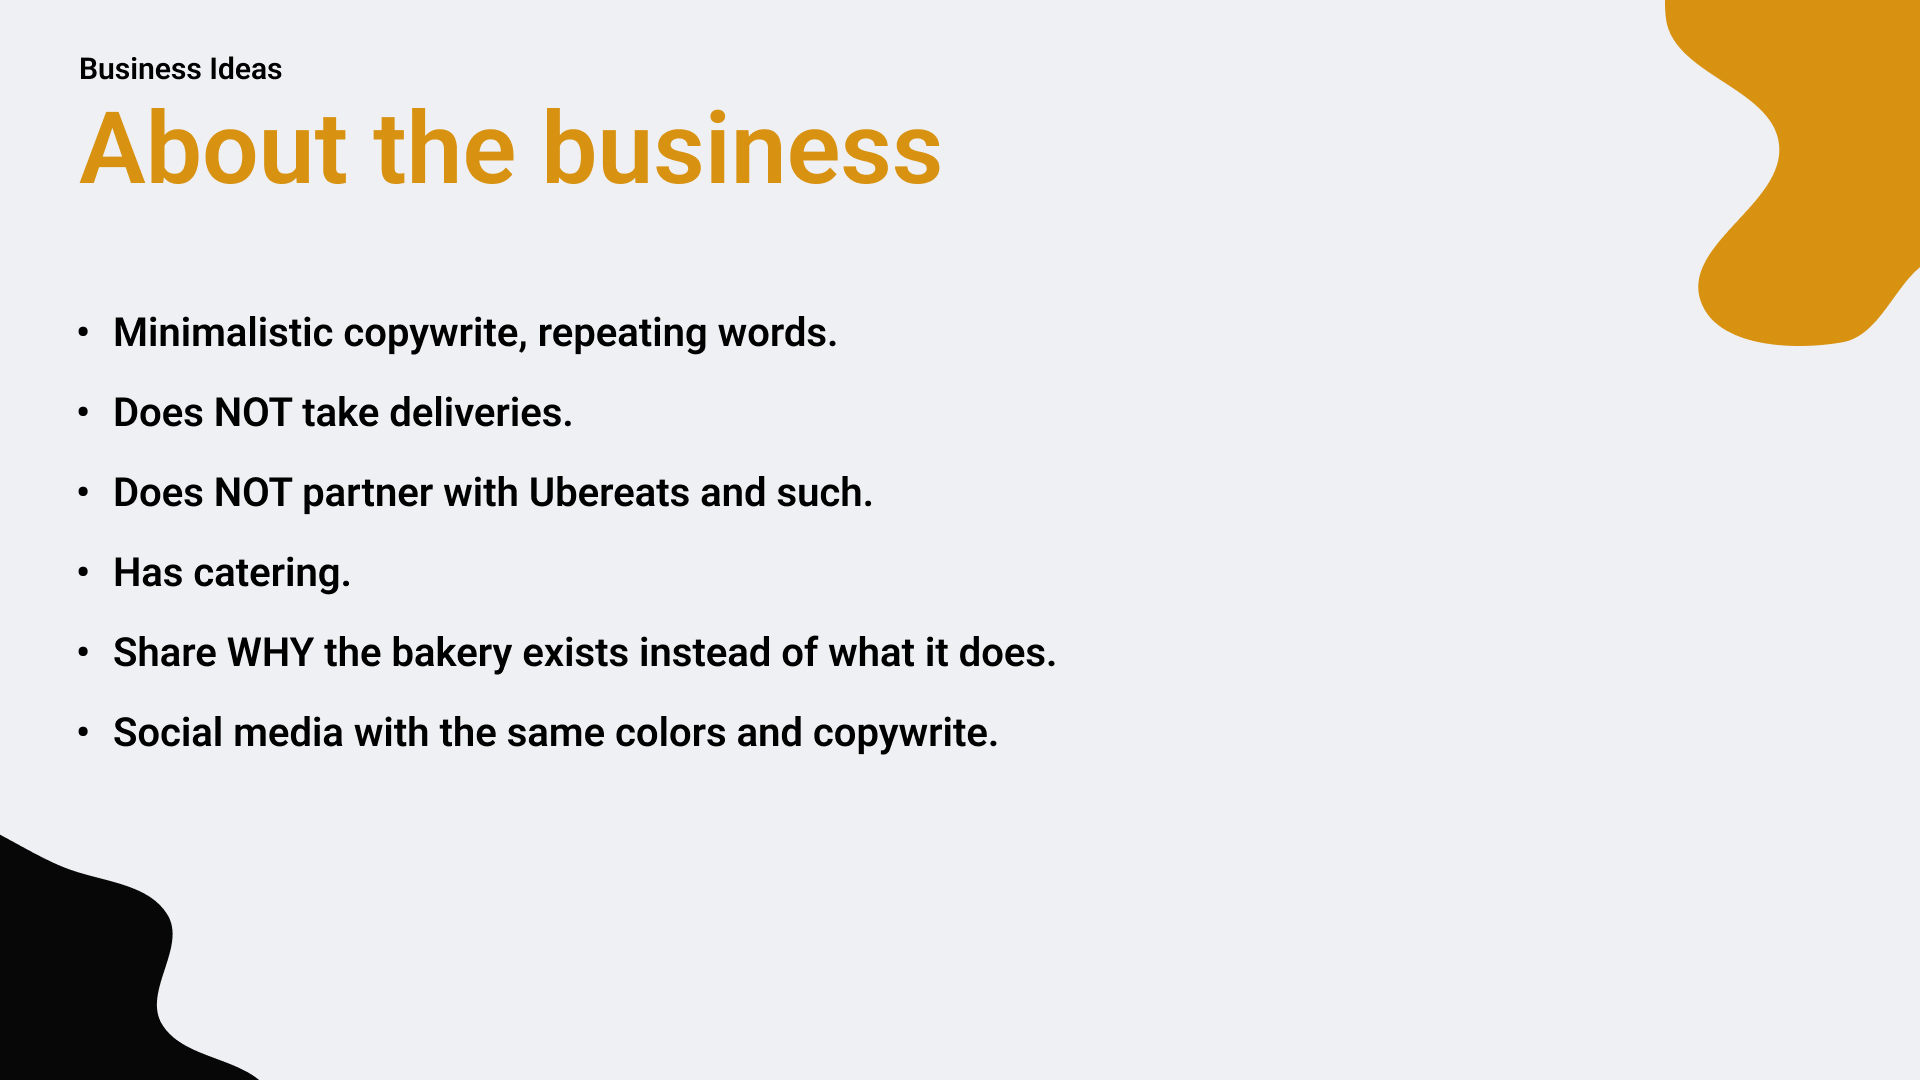 Business Ideas
About the business
• Minimalistic copywrite, repeating words.
• Does NOT take deliveries.
• Does NOT partner with Ubereats and such.
• Has catering.
• Share WHY the bakery exists instead of what it does.
• Social media with the same colors and copywrite.